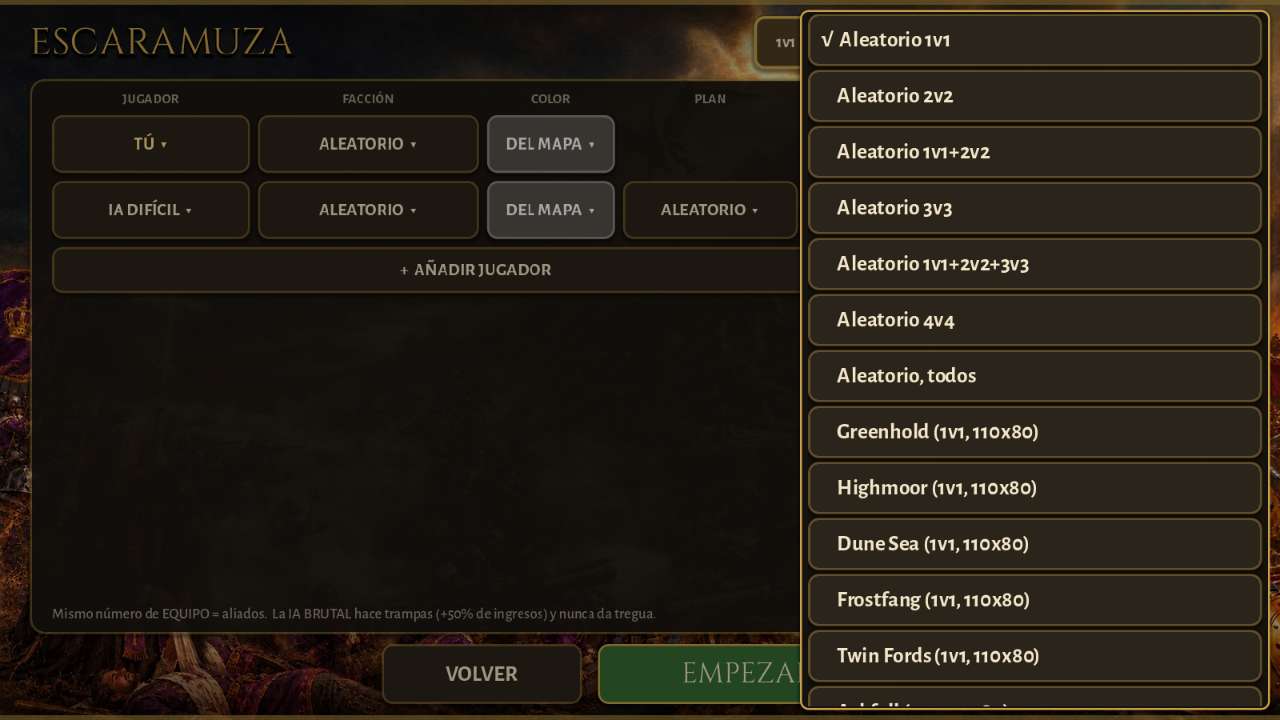 ESCARAMUZA
1V1
JUGADOR FACCIÓN COLOR PLAN
TÚ ▾ ALEATORIO ▾ DEL MAPA ▾
IA DIFÍCIL ▾ ALEATORIO ▾ DEL MAPA ▾ ALEATORIO ▾
+ AÑADIR JUGADOR
Mismo número de EQUIPO = aliados. La IA BRUTAL hace trampas (+50% de ingresos) y nunca da tregua.
VOLVER
√ Aleatorio 1v1
Aleatorio 2v2
Aleatorio 1v1+2v2
Aleatorio 3v3
Aleatorio 1v1+2v2+3v3
Aleatorio 4v4
Aleatorio, todos
Greenhold (1v1, 110x80)
Highmoor (1v1, 110x80)
Dune Sea (1v1, 110x80)
Frostfang (1v1, 110x80)
Twin Fords (1v1, 110x80)